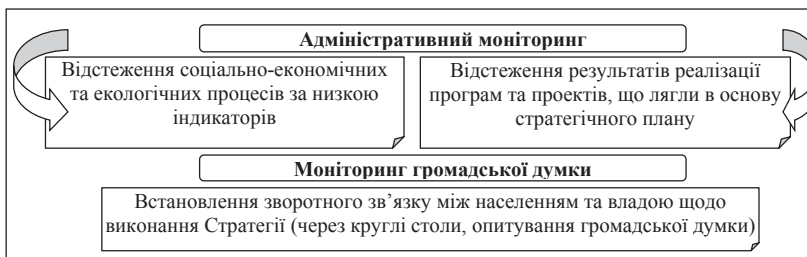 Адміністративний моніторинг
Відстеження соціально-економічних
та екологічних процесів за низкою
індикаторів
Відстеження результатів реалізації
програм та проектів, що лягли в основу
стратегічного плану
Моніторинг громадської думки
Встановлення зворотного зв’язку між населенням та владою щодо
виконання Стратегії (через круглі столи, опитування громадської думки)